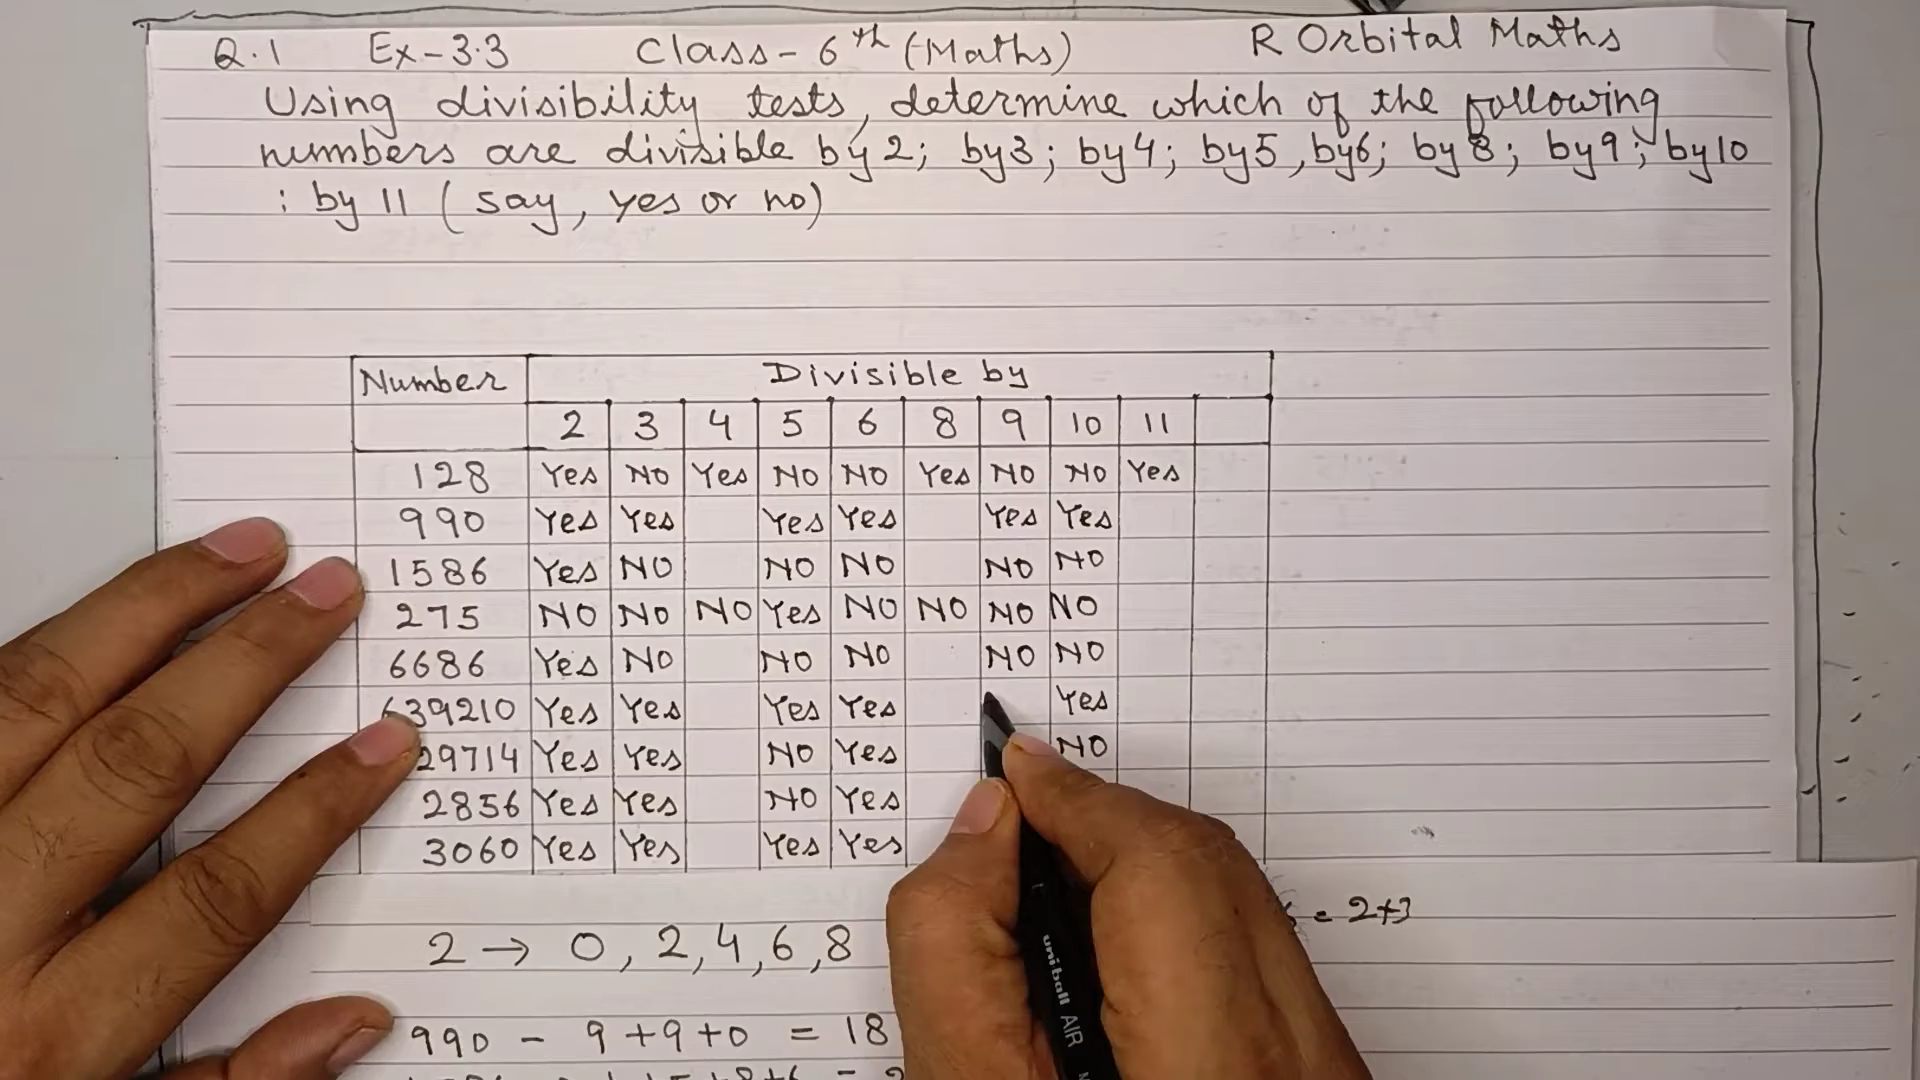 Q.1 Ex-3.3 Class-6th (Maths) R Orbital Maths
Using divisibility tests, determine which of the following
numbers are divisible by 2; by 3; by 4; by 5, by 6; by 8; by 9; by 10
: by 11 ( say, yes or no)
Number Divisible by
2 3 4 5 6 8 9 10 11
128 Yes NO Yes NO NO Yes NO NO Yes
990 Yes Yes Yes Yes Yes Yes
1586 Yes NO NO NO NO NO
275 NO NO NO Yes NO NO NO NO
6686 Yes NO NO NO NO NO
639210 Yes Yes Yes Yes Yes
29714 Yes Yes NO Yes NO
2856 Yes Yes NO Yes
3060 Yes Yes Yes Yes
= 2+3
2 → 0, 2, 4, 6, 8
990 - 9+9+0 = 18
uniball AIR